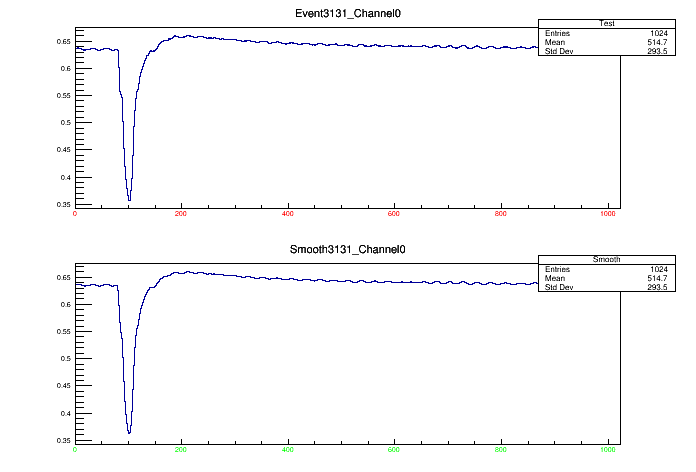 Event3131_Channel0
Test
Entries 1024
Mean 514.7
Std Dev 293.5
0.65
0.6
0.55
0.5
0.45
0.4
0.35
0 200 400 600 800 1000
Smooth3131_Channel0
Smooth
Entries 1024
Mean 514.7
Std Dev 293.5
0.65
0.6
0.55
0.5
0.45
0.4
0.35
0 200 400 600 800 1000